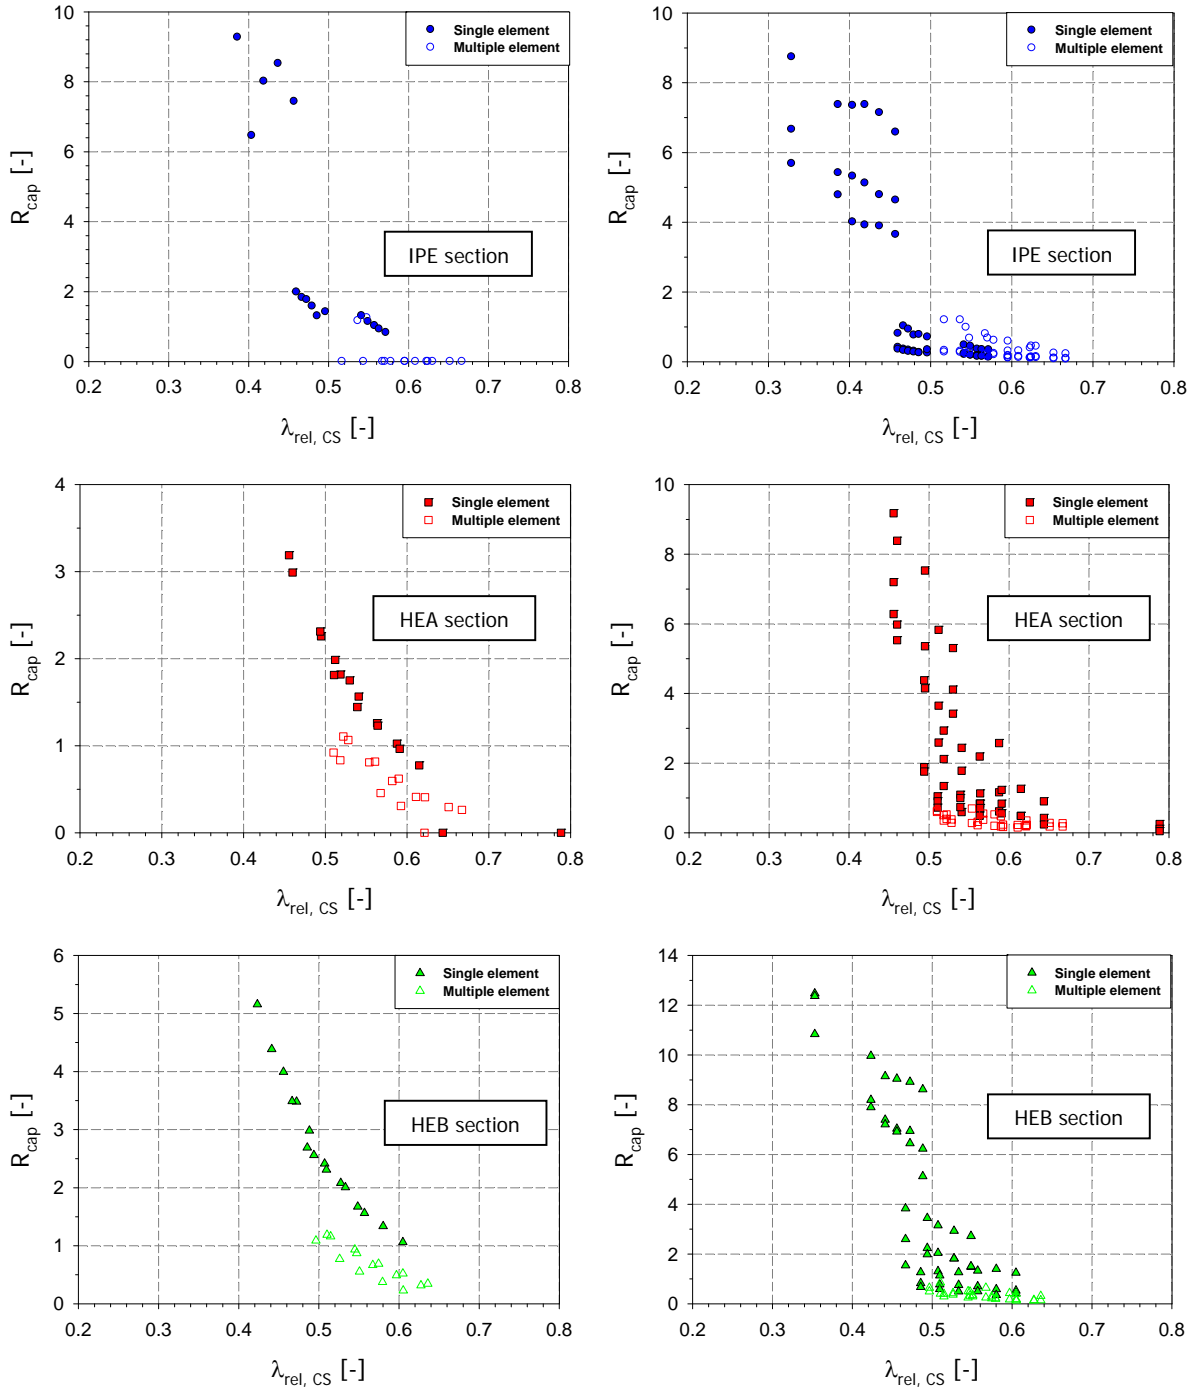 10
8
6
4
2
0
R_cap [-]
Single element
Multiple element
IPE section
0.2 0.3 0.4 0.5 0.6 0.7 0.8
λ_rel, CS [-]
10
8
6
4
2
0
R_cap [-]
Single element
Multiple element
IPE section
0.2 0.3 0.4 0.5 0.6 0.7 0.8
λ_rel, CS [-]
4
3
2
1
0
R_cap [-]
Single element
Multiple element
HEA section
0.2 0.3 0.4 0.5 0.6 0.7 0.8
λ_rel, CS [-]
10
8
6
4
2
0
R_cap [-]
Single element
Multiple element
HEA section
0.2 0.3 0.4 0.5 0.6 0.7 0.8
λ_rel, CS [-]
6
5
4
3
2
1
0
R_cap [-]
Single element
Multiple element
HEB section
0.2 0.3 0.4 0.5 0.6 0.7 0.8
λ_rel, CS [-]
14
12
10
8
6
4
2
0
R_cap [-]
Single element
Multiple element
HEB section
0.2 0.3 0.4 0.5 0.6 0.7 0.8
λ_rel, CS [-]